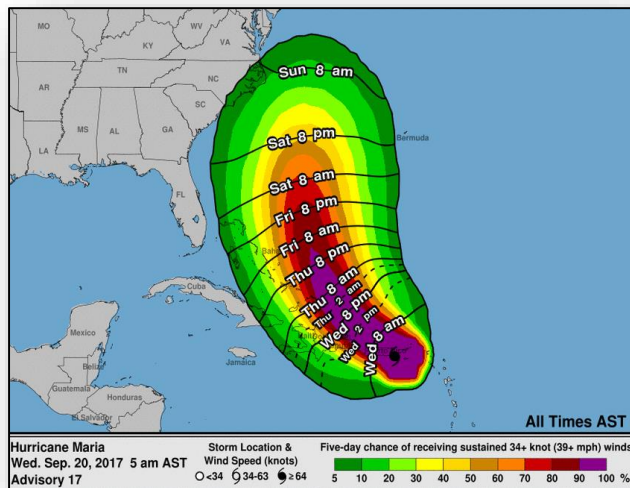 MO
WV
KY
VA
TN
NC
AR
SC
MS
AL
GA
LA
FL
Sun 8 am
Sat 8 pm
Bermuda
Sat 8 am
Fri 8 pm
Fri 8 am
Thu 8 pm
Thu 8 am
Thu 2 am
Wed 8 pm
Wed 2 pm
Wed 8 am
Cuba
Mexico
Jamaica
Belize
Guatemala
Honduras
El Salvador
All Times AST
Hurricane Maria
Wed. Sep. 20, 2017 5 am AST
Advisory 17
Storm Location &
Wind Speed (knots)
<34 34-63 ≥64
Five-day chance of receiving sustained 34+ knot (39+ mph) winds
5 10 20 30 40 50 60 70 80 90 100 %